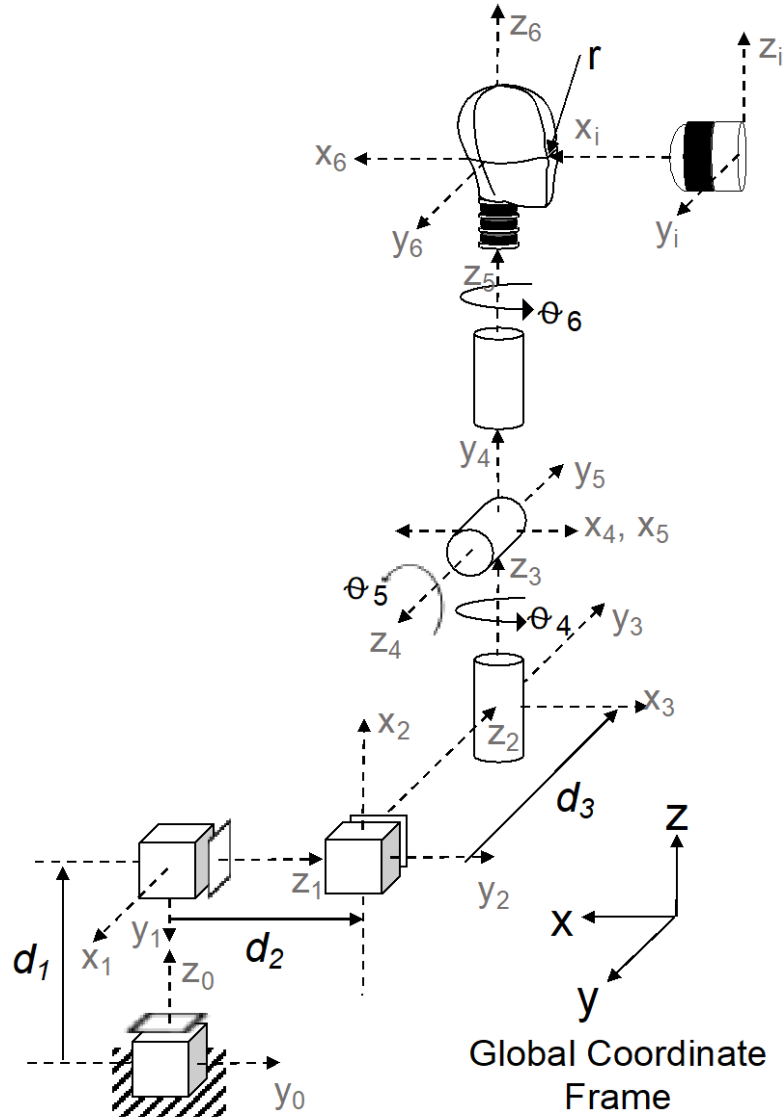 z₆
r
zᵢ
x₆
xᵢ
y₆
yᵢ
z₅
ϑ₆
y₄
y₅
x₄, x₅
z₃
ϑ₅
z₄
ϑ₄
y₃
x₂
z₂
x₃
d₃
z₁
y₂
z
x
y
x₁
y₁
d₂
d₁
z₀
y₀
Global Coordinate
Frame